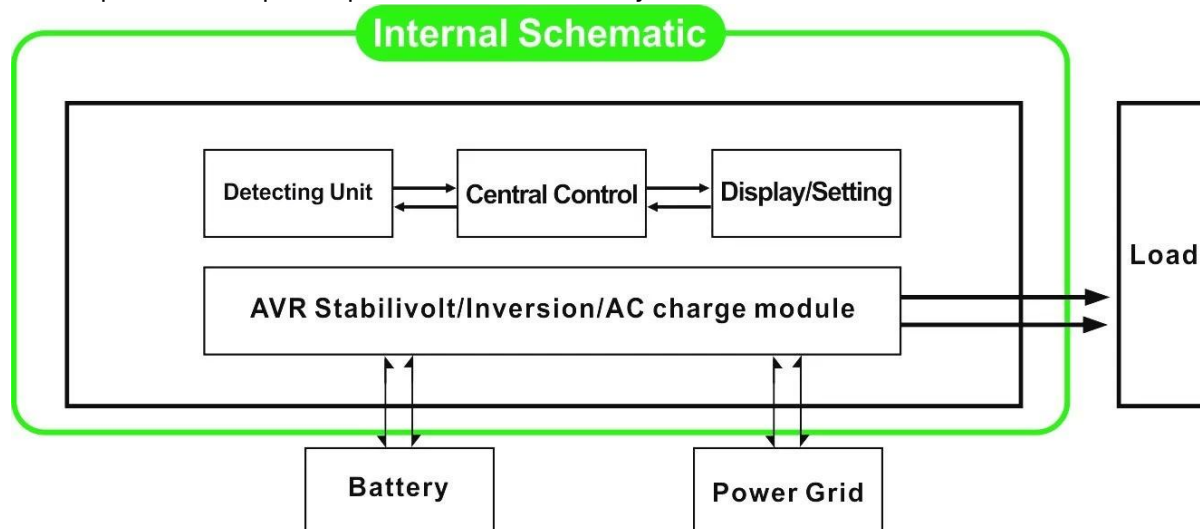 Internal Schematic
Detecting Unit
Central Control
Display/Setting
Load
AVR Stabilivolt/Inversion/AC charge module
Battery
Power Grid